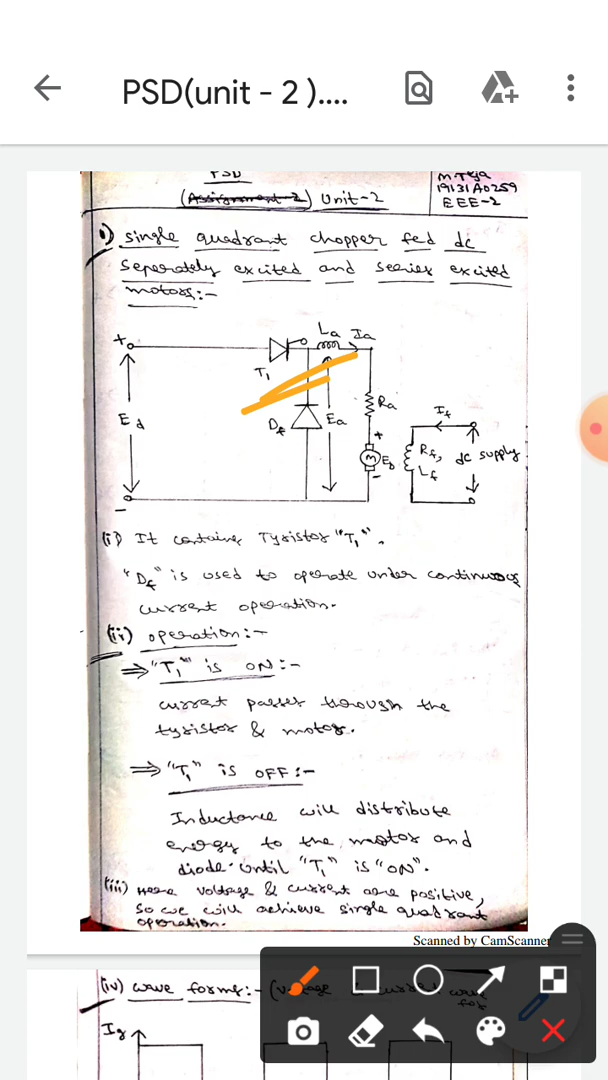 PSD(unit - 2 )....
PSD
(Assignment-2) Unit-2
M.Teja
19131A0259
EEE-2
1) single quadrant chopper fed dc
seperately excited and series excited
motors:-
La Ia
T1
+
Ed
-
Df
Ea
Ra
+
M
Eb
-
If
Rf,
Lf
dc supply
(i) It contains Tyristor "T1".
"Df" is used to operate under continuous
current operation.
(ii) operation:-
⇒ "T1" is ON:-
current passes through the
tyristor & motor.
⇒ "T1" is OFF:-
Inductance will distribute
energy to the motor and
diode until "T1" is "ON".
(iii) Here voltage & current are positive,
so we will achieve single quadrant
operation.
Scanned by CamScanner
(iv) wave forms:-
Ig